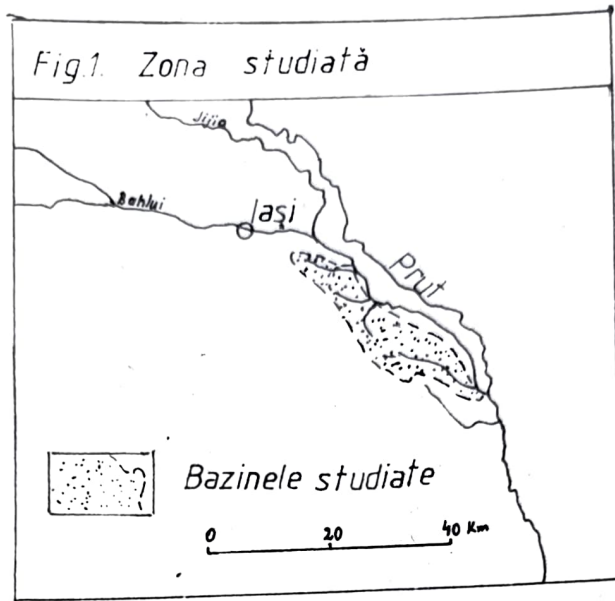 Fig.1. Zona studiată
Jijia
Bahlui
Iași
Prut
Bazinele studiate
0 20 40 Km